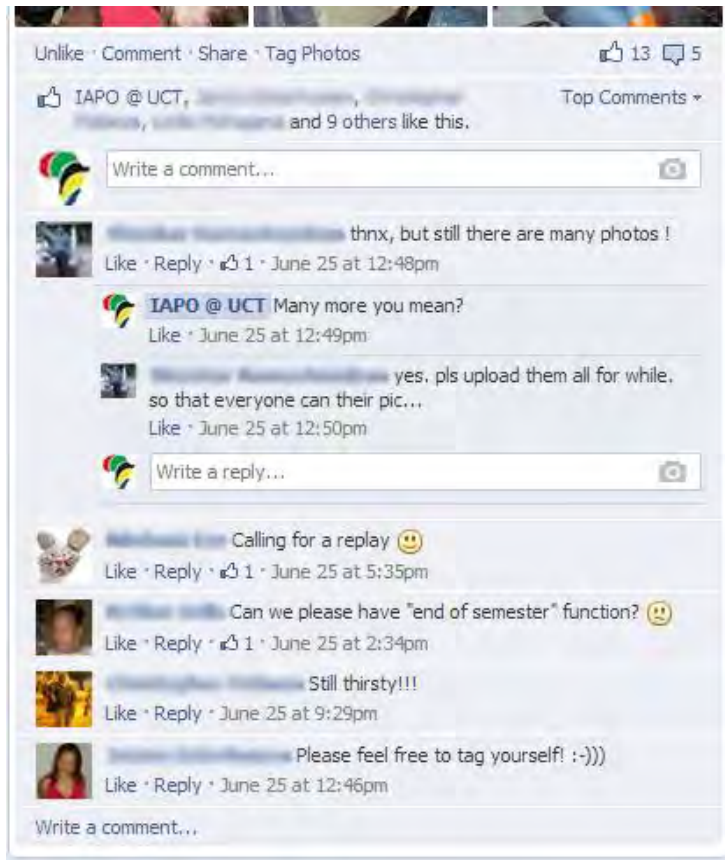 Unlike · Comment · Share · Tag Photos 13 5
IAPO @ UCT, Top Comments
and 9 others like this.
Write a comment...
thnx, but still there are many photos !
Like · Reply · 1 · June 25 at 12:48pm
IAPO @ UCT Many more you mean?
Like · June 25 at 12:49pm
yes. pls upload them all for while.
so that everyone can their pic...
Like · June 25 at 12:50pm
Write a reply...
Calling for a replay
Like · Reply · 1 · June 25 at 5:35pm
Can we please have "end of semester" function?
Like · Reply · 1 · June 25 at 2:34pm
Still thirsty!!!
Like · Reply · June 25 at 9:29pm
Please feel free to tag yourself! :-)))
Like · Reply · June 25 at 12:46pm
Write a comment...